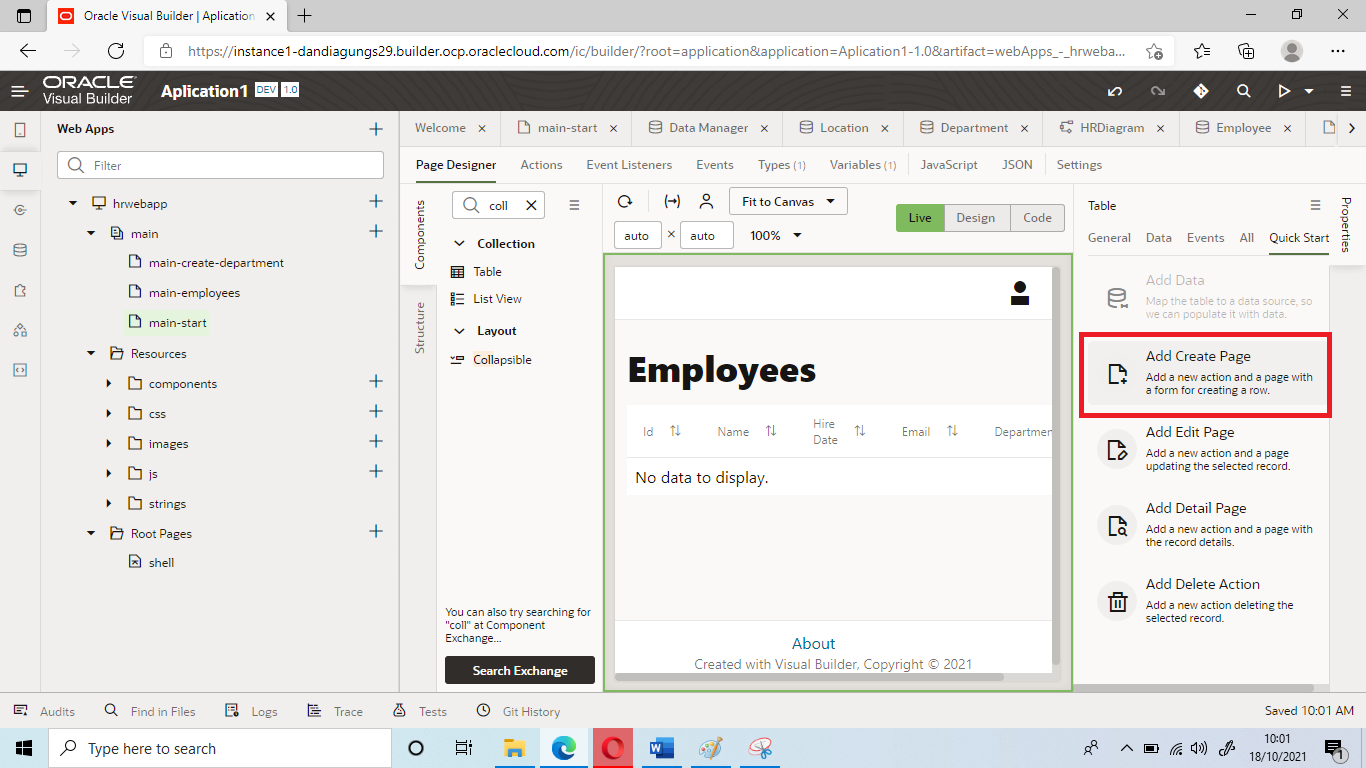 Oracle Visual Builder | Aplication
https://instance1-dandiagungs29.builder.ocp.oraclecloud.com/ic/builder/?root=application&application=Aplication1-1.0&artifact=webApps_-_hrweba...
ORACLE
Visual Builder
Aplication1 DEV 1.0
Web Apps
Filter
hrwebapp
main
main-create-department
main-employees
main-start
Resources
components
css
images
js
strings
Root Pages
shell
Welcome main-start Data Manager Location Department HRDiagram Employee
Page Designer Actions Event Listeners Events Types (1) Variables (1) JavaScript JSON Settings
Components
Structure
coll
Collection
Table
List View
Layout
Collapsible
You can also try searching for
"coll" at Component
Exchange...
Search Exchange
Fit to Canvas
auto × auto 100%
Live Design Code
Employees
Id Name Hire Date Email Departmen
No data to display.
About
Created with Visual Builder, Copyright © 2021
Table
Properties
General Data Events All Quick Start
Add Data
Map the table to a data source, so
we can populate it with data.
Add Create Page
Add a new action and a page with
a form for creating a row.
Add Edit Page
Add a new action and a page
updating the selected record.
Add Detail Page
Add a new action and a page with
the record details.
Add Delete Action
Add a new action deleting the
selected record.
Audits Find in Files Logs Trace Tests Git History Saved 10:01 AM
Type here to search
10:01
18/10/2021
1